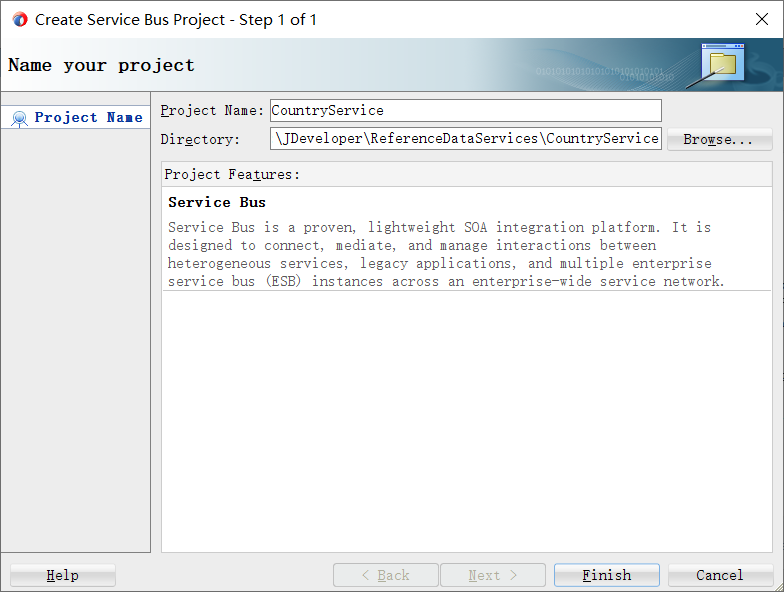 Create Service Bus Project - Step 1 of 1
Name your project
Project Name
Project Name: CountryService
Directory: \JDeveloper\ReferenceDataServices\CountryService Browse...
Project Features:
Service Bus
Service Bus is a proven, lightweight SOA integration platform. It is
designed to connect, mediate, and manage interactions between
heterogeneous services, legacy applications, and multiple enterprise
service bus (ESB) instances across an enterprise-wide service network.
Help < Back Next > Finish Cancel